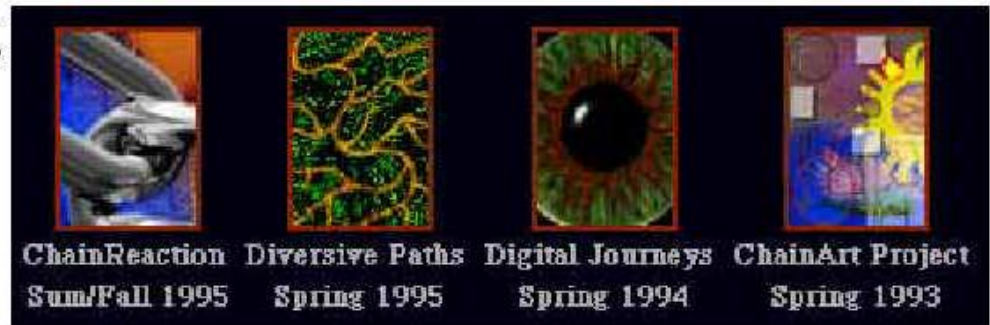 ChainReaction Diversive Paths Digital Journeys ChainArt Project
Sum/Fall 1995 Spring 1995 Spring 1994 Spring 1993